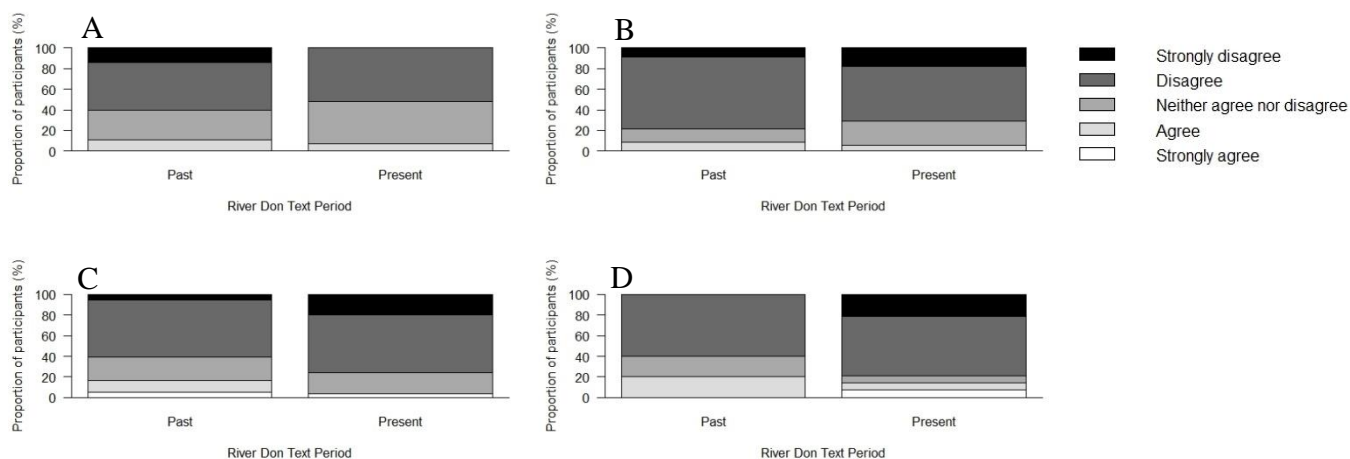 A
Proportion of participants (%)
100
80
60
40
20
0
Past
Present
River Don Text Period
B
Proportion of participants (%)
100
80
60
40
20
0
Past
Present
River Don Text Period
Strongly disagree
Disagree
Neither agree nor disagree
Agree
Strongly agree
C
Proportion of participants (%)
100
80
60
40
20
0
Past
Present
River Don Text Period
D
Proportion of participants (%)
100
80
60
40
20
0
Past
Present
River Don Text Period